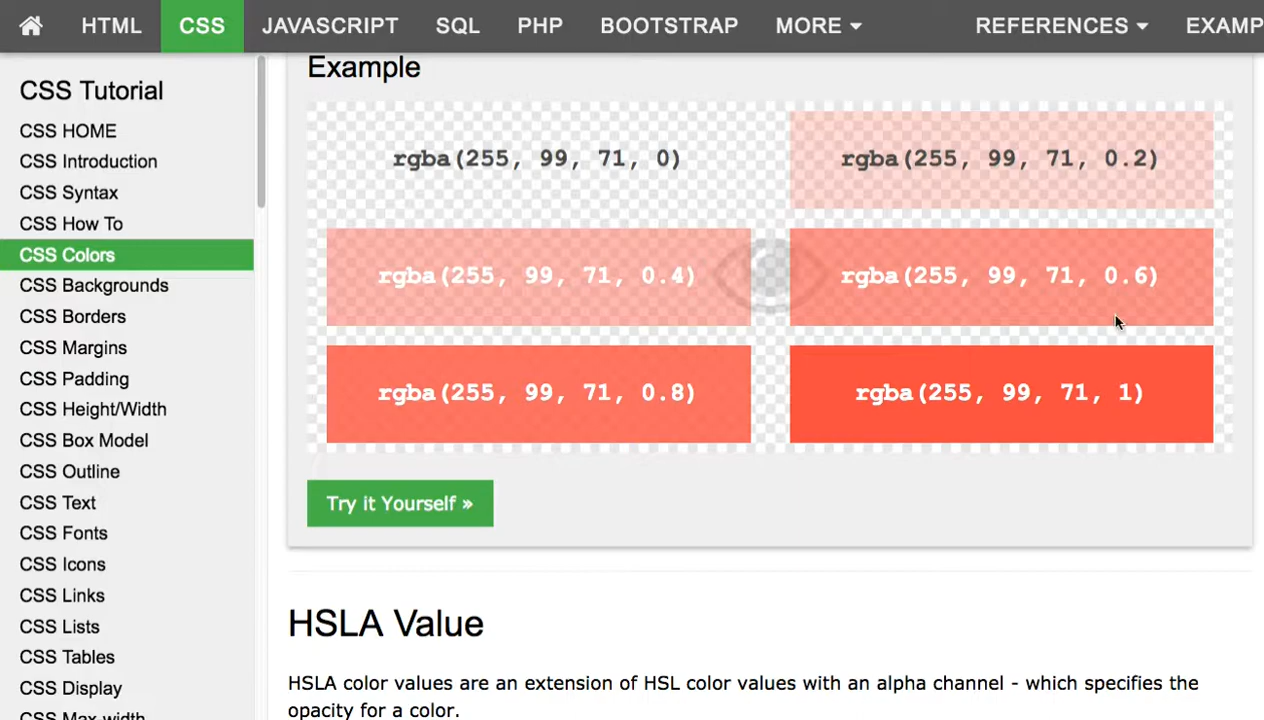 HTML CSS JAVASCRIPT SQL PHP BOOTSTRAP MORE REFERENCES EXAMP
CSS Tutorial
CSS HOME
CSS Introduction
CSS Syntax
CSS How To
CSS Colors
CSS Backgrounds
CSS Borders
CSS Margins
CSS Padding
CSS Height/Width
CSS Box Model
CSS Outline
CSS Text
CSS Fonts
CSS Icons
CSS Links
CSS Lists
CSS Tables
CSS Display
CSS Max-width
Example
rgba(255, 99, 71, 0) rgba(255, 99, 71, 0.2)
rgba(255, 99, 71, 0.4) rgba(255, 99, 71, 0.6)
rgba(255, 99, 71, 0.8) rgba(255, 99, 71, 1)
Try it Yourself »
HSLA Value
HSLA color values are an extension of HSL color values with an alpha channel - which specifies the
opacity for a color.